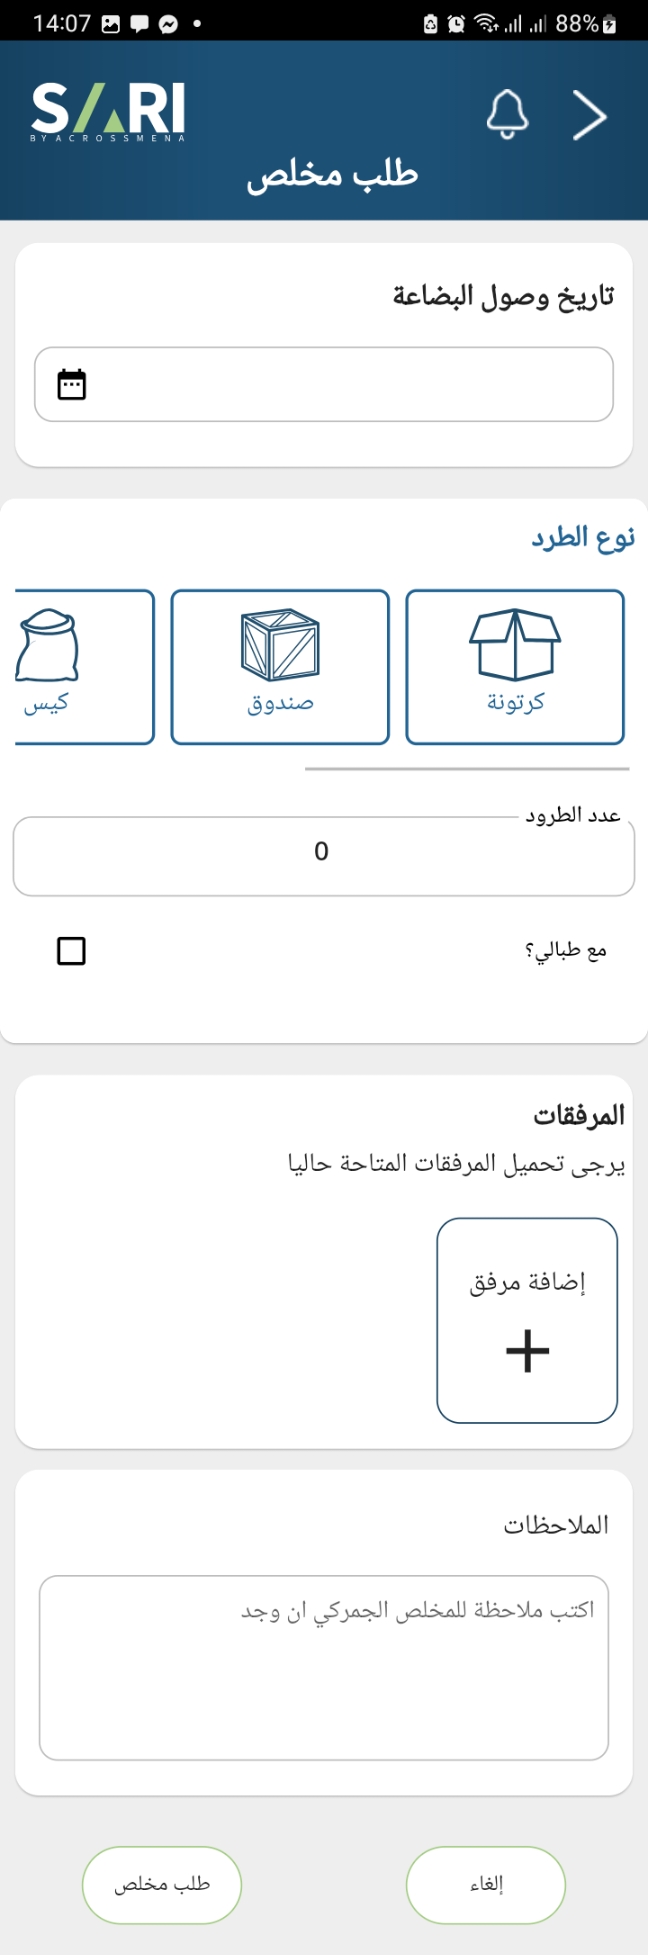 14:07 88%
SARI
BY ACROSSMENA
طلب مخلص
تاريخ وصول البضاعة
نوع الطرد
كرتونة
صندوق
كيس
عدد الطرود
0
مع طبالي؟
المرفقات
يرجى تحميل المرفقات المتاحة حاليا
إضافة مرفق
+
الملاحظات
اكتب ملاحظة للمخلص الجمركي ان وجد
إلغاء
طلب مخلص